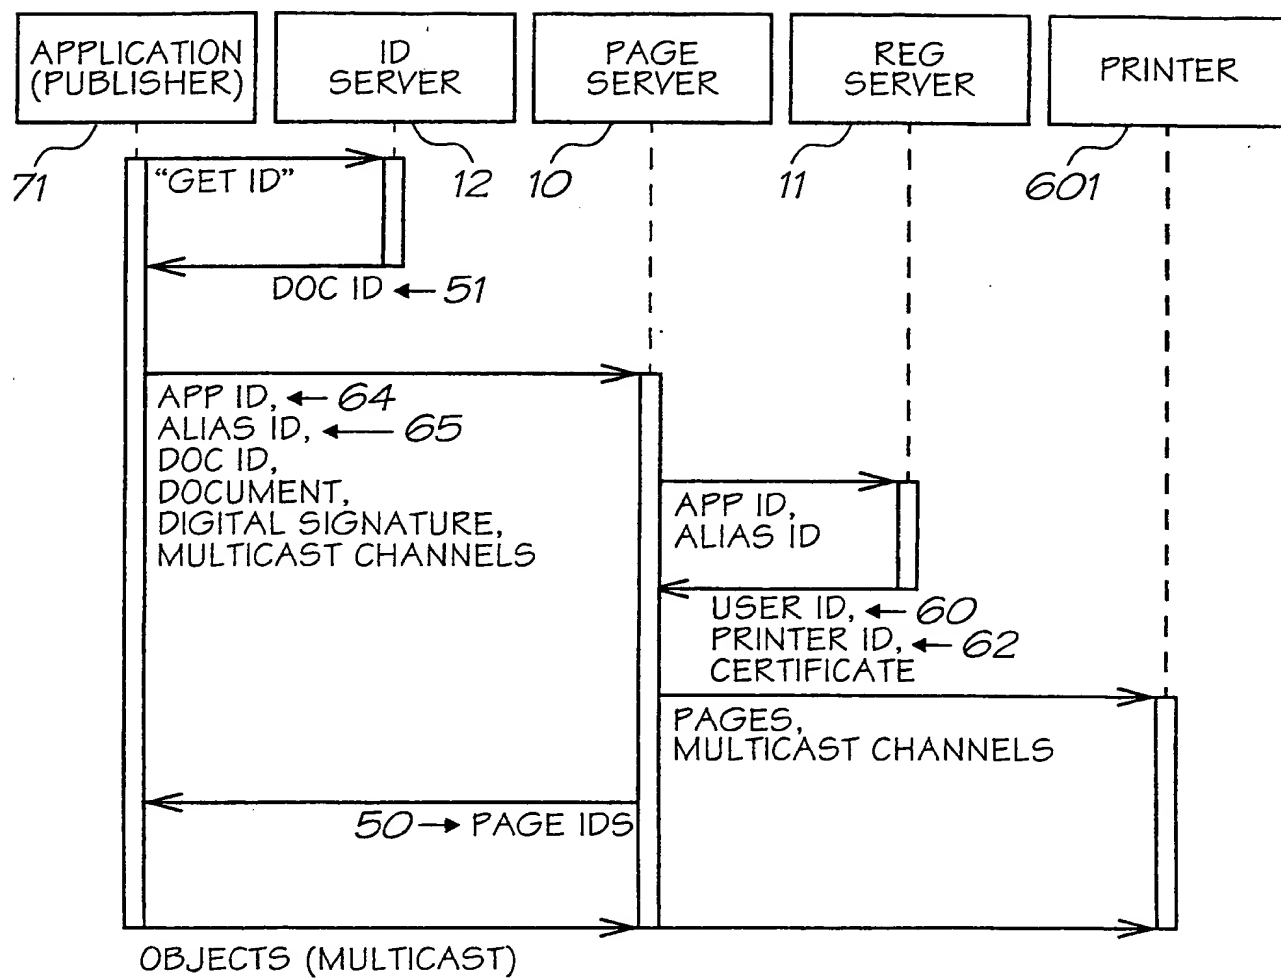 APPLICATION
(PUBLISHER)
ID
SERVER
PAGE
SERVER
REG
SERVER
PRINTER
71
12
10
11
601
"GET ID"
DOC ID 51
APP ID, 64
ALIAS ID, 65
DOC ID,
DOCUMENT,
DIGITAL SIGNATURE,
MULTICAST CHANNELS
APP ID,
ALIAS ID
USER ID, 60
PRINTER ID, 62
CERTIFICATE
PAGES,
MULTICAST CHANNELS
50 PAGE IDS
OBJECTS (MULTICAST)